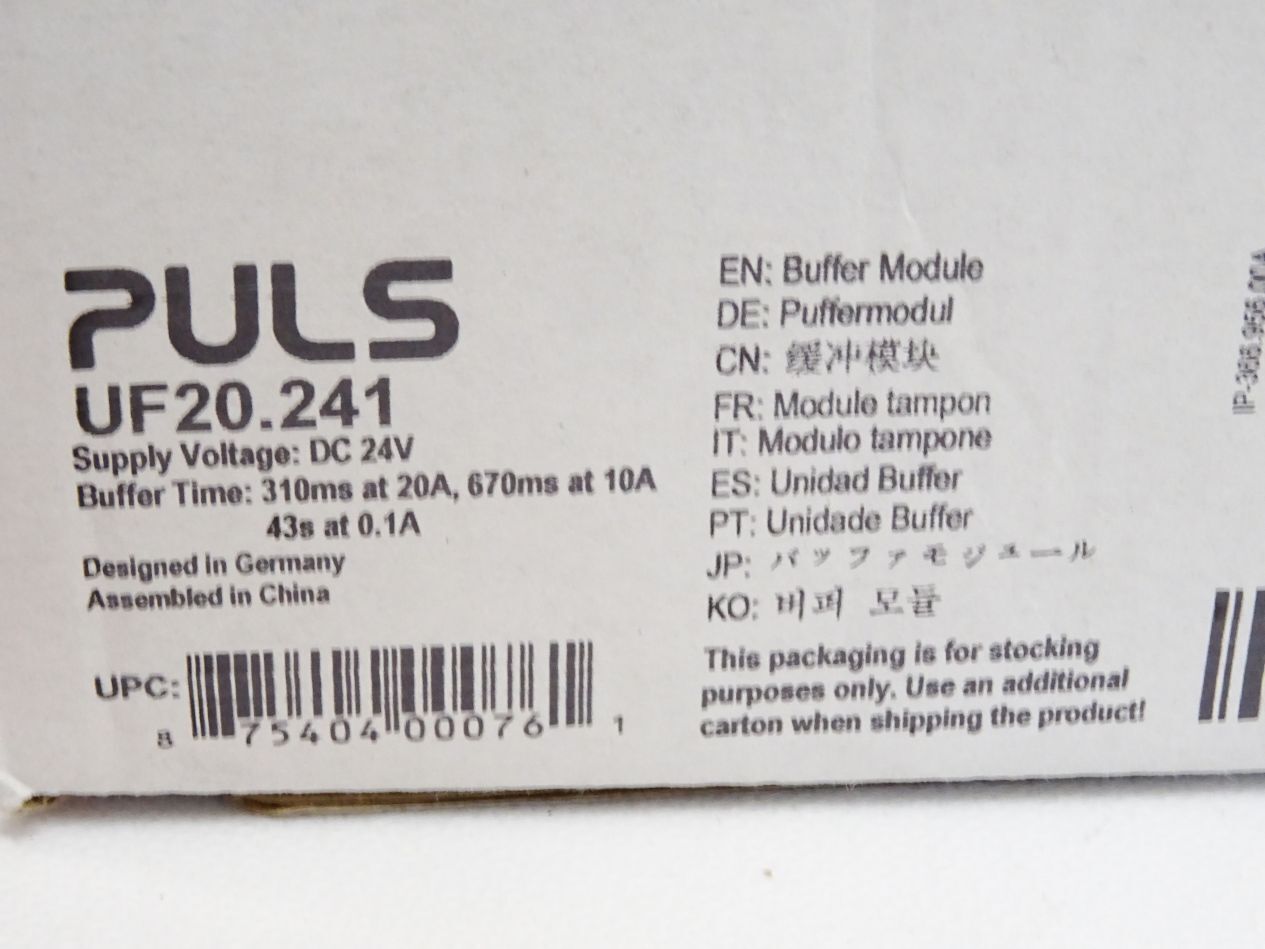 PULS
UF20.241
Supply Voltage: DC 24V
Buffer Time: 310ms at 20A, 670ms at 10A
43s at 0.1A
Designed in Germany
Assembled in China
UPC:
8 75404 00076 1
EN: Buffer Module
DE: Puffermodul
CN: 缓冲模块
FR: Module tampon
IT: Modulo tampone
ES: Unidad Buffer
PT: Unidade Buffer
JP: バッファモジュール
KO: 버퍼 모듈
This packaging is for stocking
purposes only. Use an additional
carton when shipping the product!